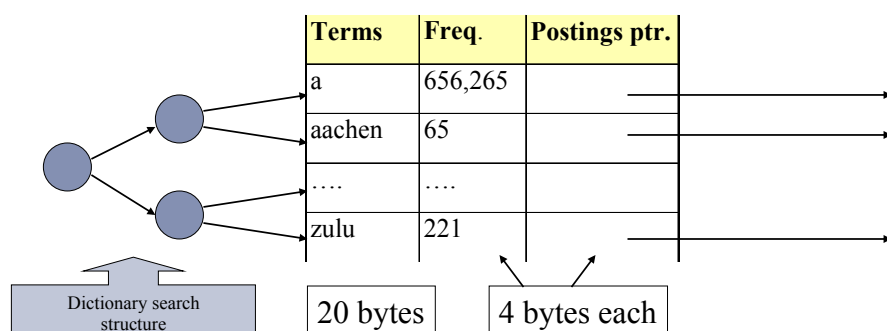 Terms Freq. Postings ptr.
a 656,265
aachen 65
…. ….
zulu 221
Dictionary search
structure
20 bytes
4 bytes each